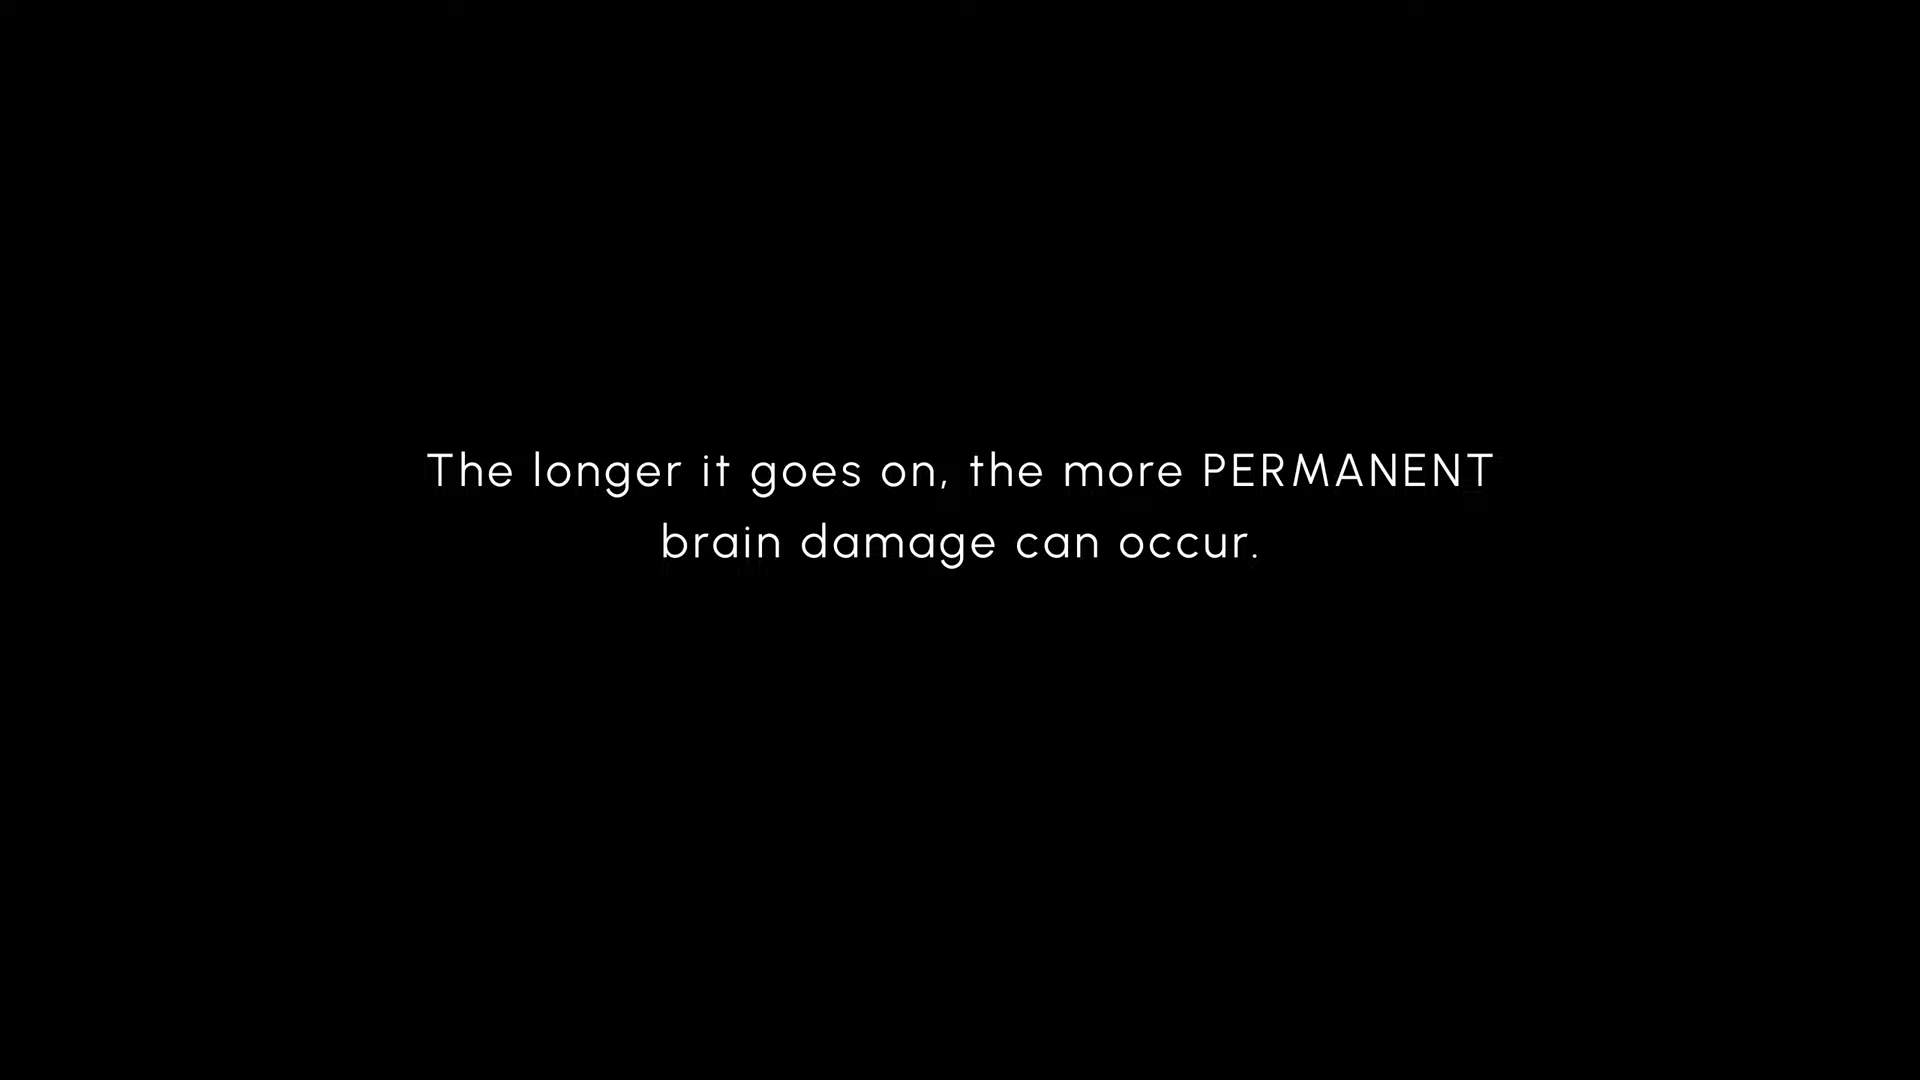 The longer it goes on, the more PERMANENT
brain damage can occur.